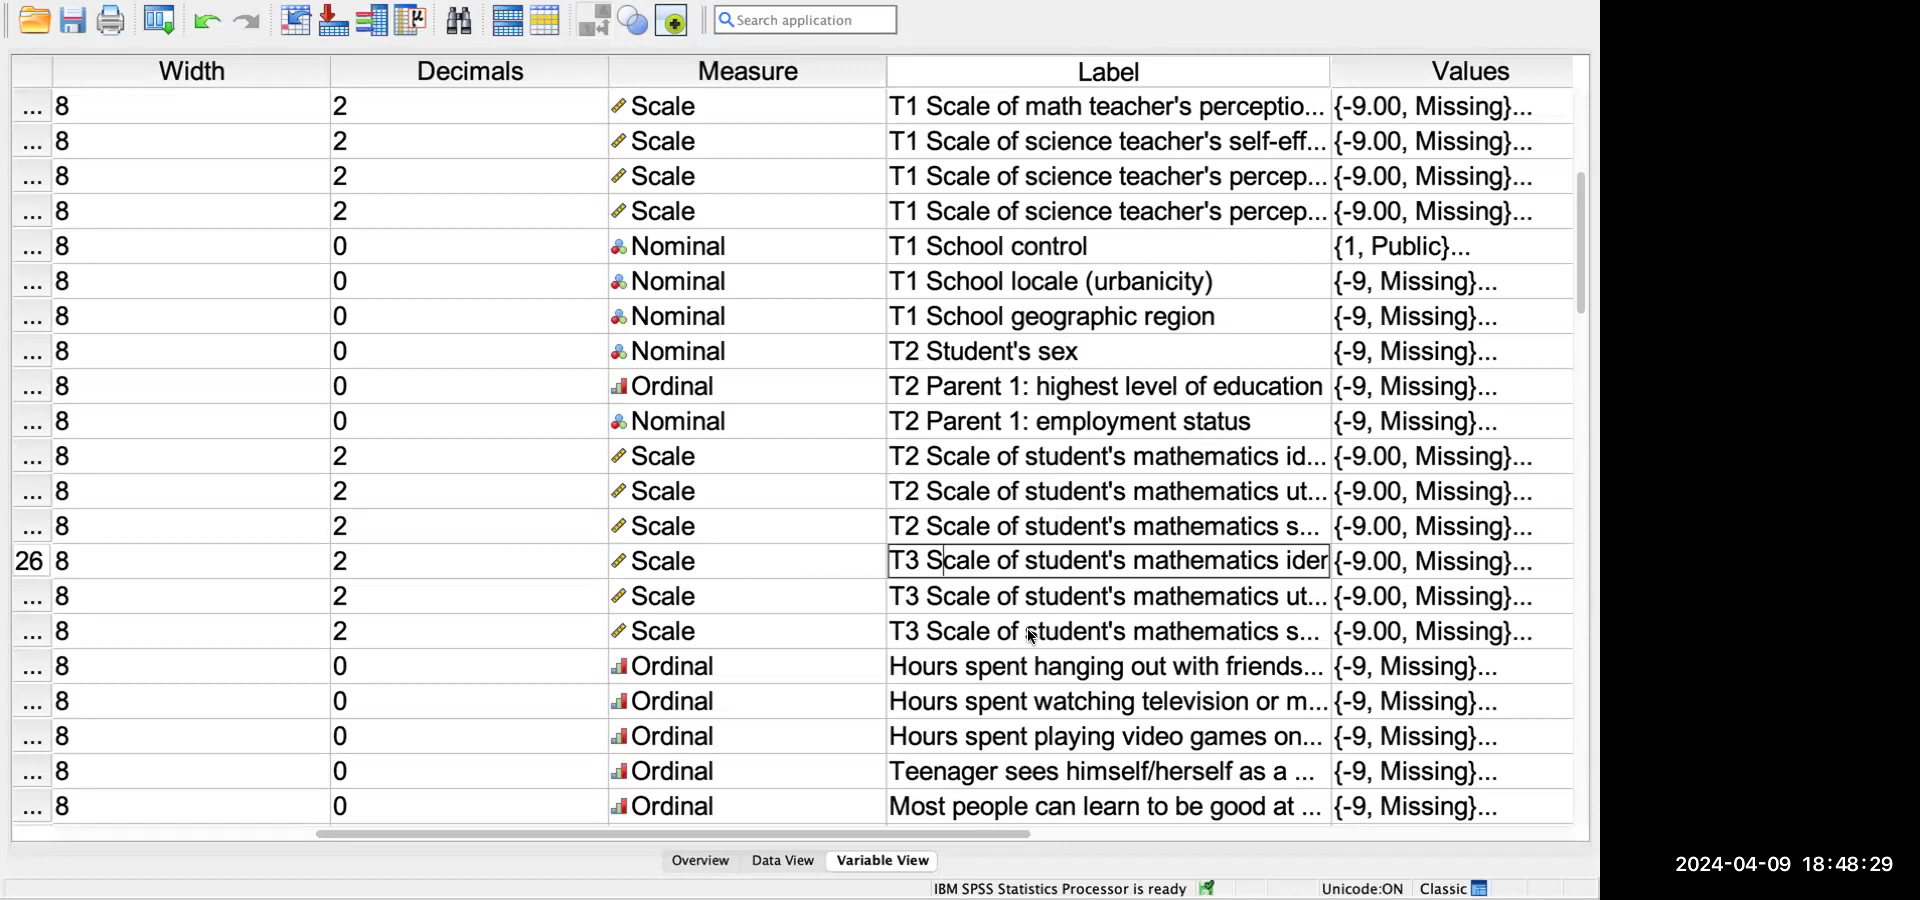 Search application
Width Decimals Measure Label Values
... 8 2 Scale T1 Scale of math teacher's perceptio... {-9.00, Missing}...
... 8 2 Scale T1 Scale of science teacher's self-eff... {-9.00, Missing}...
... 8 2 Scale T1 Scale of science teacher's percep... {-9.00, Missing}...
... 8 2 Scale T1 Scale of science teacher's percep... {-9.00, Missing}...
... 8 0 Nominal T1 School control {1, Public}...
... 8 0 Nominal T1 School locale (urbanicity) {-9, Missing}...
... 8 0 Nominal T1 School geographic region {-9, Missing}...
... 8 0 Nominal T2 Student's sex {-9, Missing}...
... 8 0 Ordinal T2 Parent 1: highest level of education {-9, Missing}...
... 8 0 Nominal T2 Parent 1: employment status {-9, Missing}...
... 8 2 Scale T2 Scale of student's mathematics id... {-9.00, Missing}...
... 8 2 Scale T2 Scale of student's mathematics ut... {-9.00, Missing}...
... 8 2 Scale T2 Scale of student's mathematics s... {-9.00, Missing}...
26 8 2 Scale T3 Scale of student's mathematics ider {-9.00, Missing}...
... 8 2 Scale T3 Scale of student's mathematics ut... {-9.00, Missing}...
... 8 2 Scale T3 Scale of student's mathematics s... {-9.00, Missing}...
... 8 0 Ordinal Hours spent hanging out with friends... {-9, Missing}...
... 8 0 Ordinal Hours spent watching television or m... {-9, Missing}...
... 8 0 Ordinal Hours spent playing video games on... {-9, Missing}...
... 8 0 Ordinal Teenager sees himself/herself as a ... {-9, Missing}...
... 8 0 Ordinal Most people can learn to be good at ... {-9, Missing}...
Overview Data View Variable View
2024-04-09 18:48:29
IBM SPSS Statistics Processor is ready Unicode:ON Classic